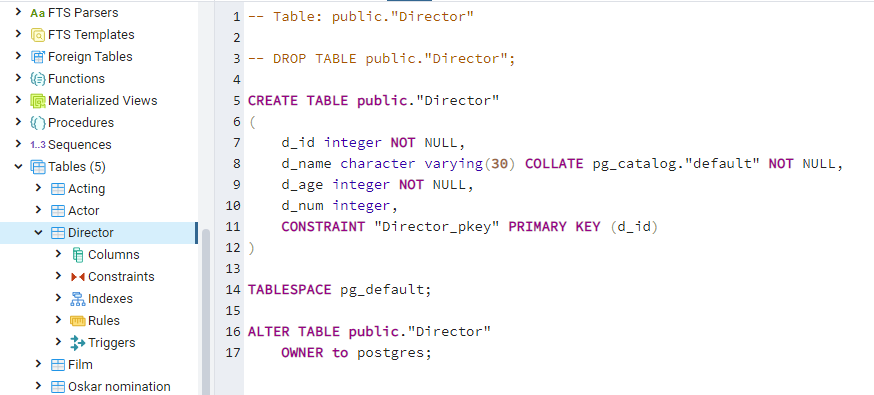 Aa FTS Parsers
FTS Templates
Foreign Tables
Functions
Materialized Views
Procedures
1..3 Sequences
Tables (5)
Acting
Actor
Director
Columns
Constraints
Indexes
Rules
Triggers
Film
Oskar nomination
1 -- Table: public."Director"
2
3 -- DROP TABLE public."Director";
4
5 CREATE TABLE public."Director"
6 (
7     d_id integer NOT NULL,
8     d_name character varying(30) COLLATE pg_catalog."default" NOT NULL,
9     d_age integer NOT NULL,
10     d_num integer,
11     CONSTRAINT "Director_pkey" PRIMARY KEY (d_id)
12 )
13
14 TABLESPACE pg_default;
15
16 ALTER TABLE public."Director"
17     OWNER to postgres;